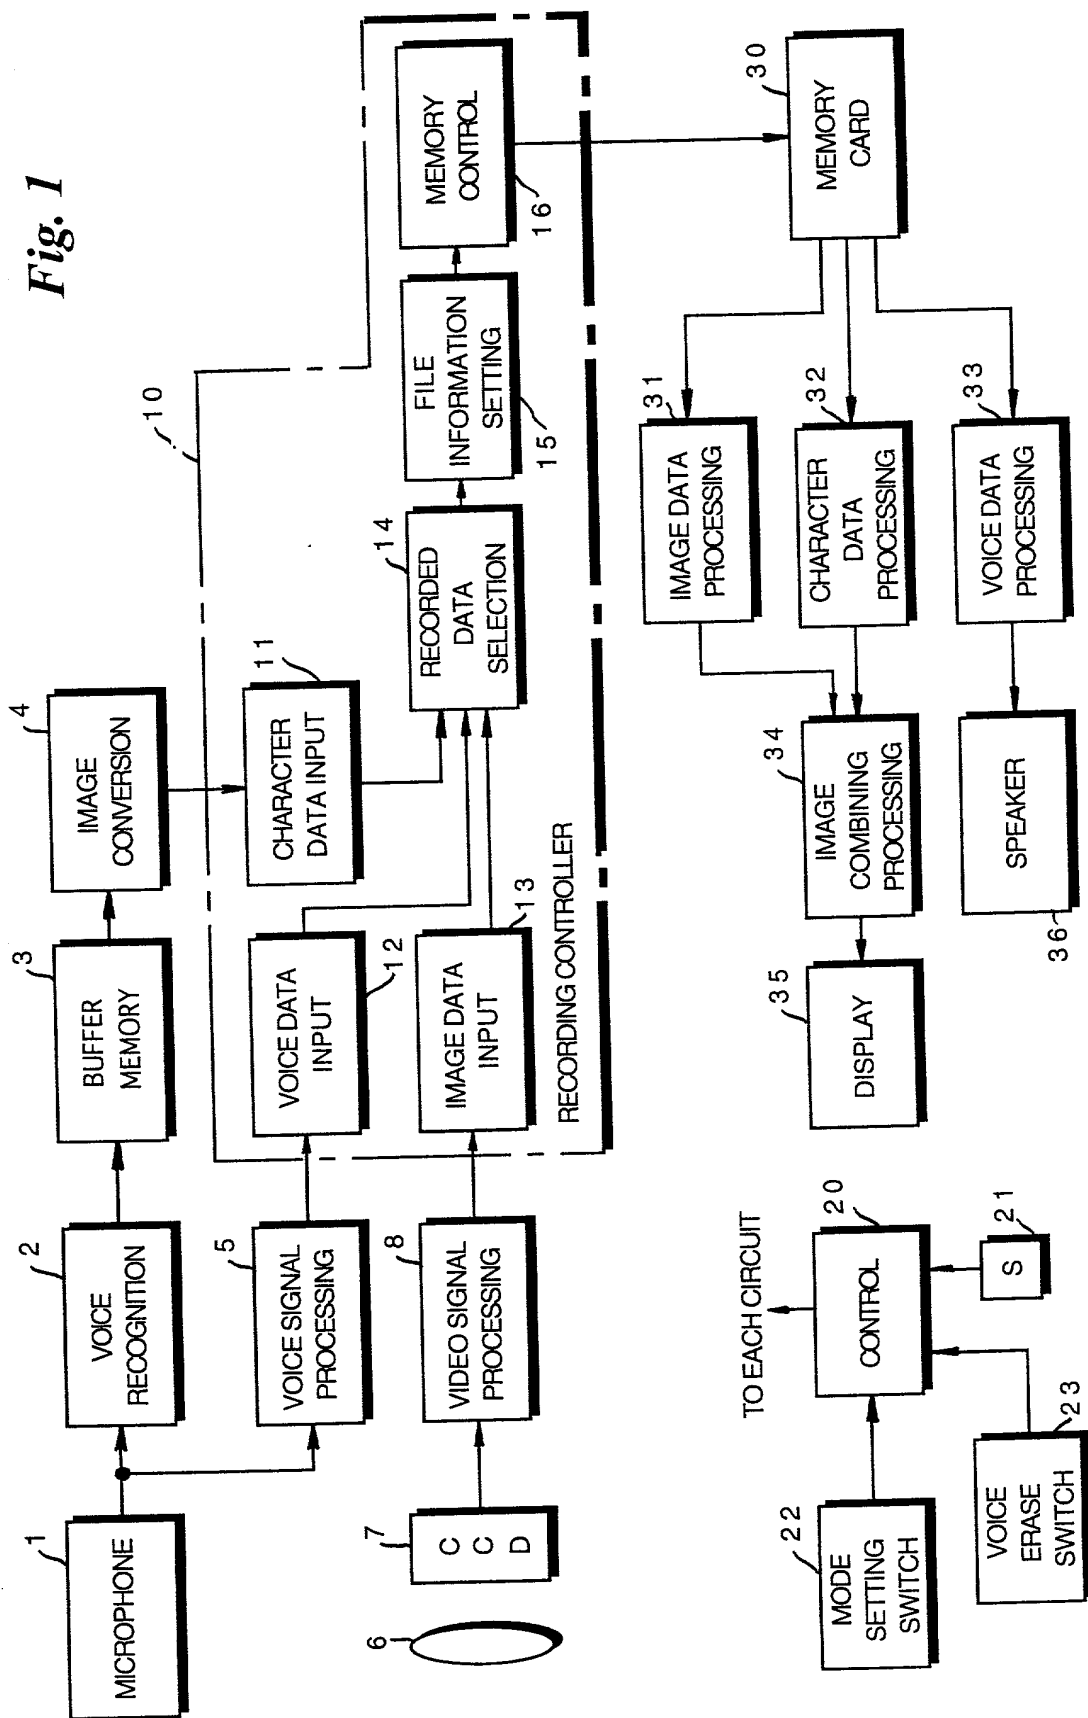 Fig. 1
1
MICROPHONE
2
VOICE
RECOGNITION
3
BUFFER
MEMORY
4
IMAGE
CONVERSION
5
VOICE SIGNAL
PROCESSING
6
7
C
C
D
8
VIDEO SIGNAL
PROCESSING
10
11
CHARACTER
DATA INPUT
VOICE DATA
INPUT
12
IMAGE DATA
INPUT
13
RECORDING CONTROLLER
14
RECORDED
DATA
SELECTION
FILE
INFORMATION
SETTING
15
MEMORY
CONTROL
16
TO EACH CIRCUIT
20
CONTROL
21
S
22
MODE
SETTING
SWITCH
23
VOICE
ERASE
SWITCH
30
MEMORY
CARD
31
IMAGE DATA
PROCESSING
32
CHARACTER
DATA
PROCESSING
33
VOICE DATA
PROCESSING
34
IMAGE
COMBINING
PROCESSING
35
DISPLAY
SPEAKER
36